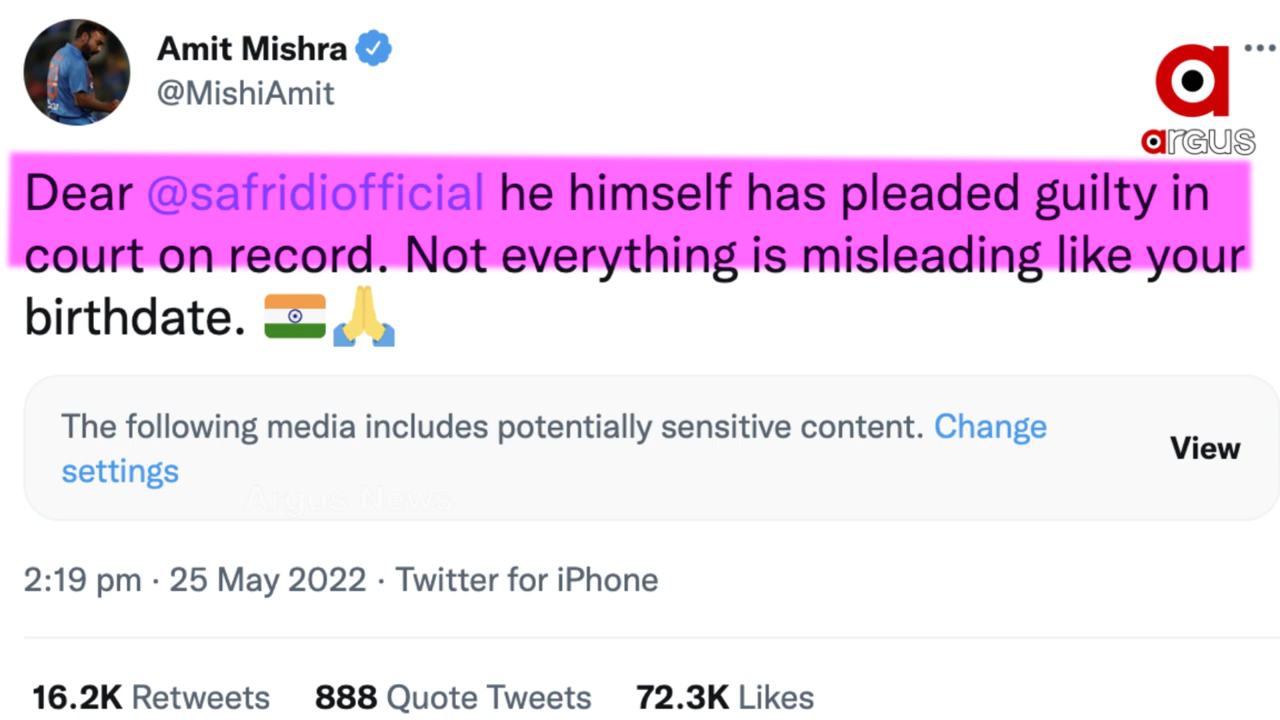 Amit Mishra
@MishiAmit
argus
Dear @safridiofficial he himself has pleaded guilty in
court on record. Not everything is misleading like your
birthdate. 🇮🇳🙏
The following media includes potentially sensitive content. Change
settings
View
Argus News
2:19 pm · 25 May 2022 · Twitter for iPhone
16.2K Retweets 888 Quote Tweets 72.3K Likes